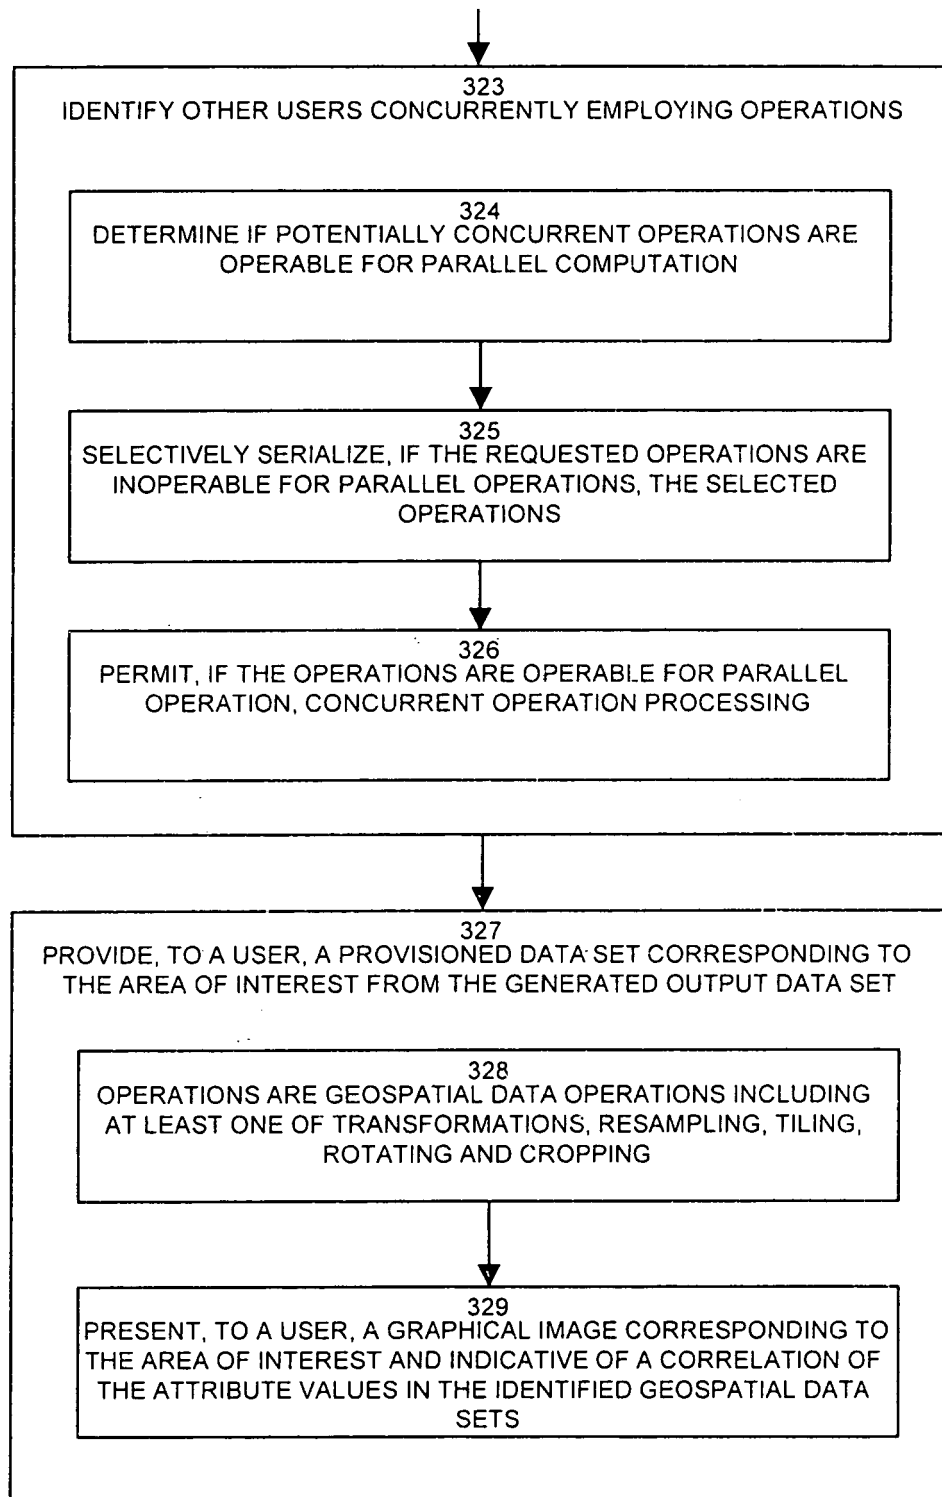 323
IDENTIFY OTHER USERS CONCURRENTLY EMPLOYING OPERATIONS
324
DETERMINE IF POTENTIALLY CONCURRENT OPERATIONS ARE
OPERABLE FOR PARALLEL COMPUTATION
325
SELECTIVELY SERIALIZE, IF THE REQUESTED OPERATIONS ARE
INOPERABLE FOR PARALLEL OPERATIONS, THE SELECTED
OPERATIONS
326
PERMIT, IF THE OPERATIONS ARE OPERABLE FOR PARALLEL
OPERATION, CONCURRENT OPERATION PROCESSING
327
PROVIDE, TO A USER, A PROVISIONED DATA SET CORRESPONDING TO
THE AREA OF INTEREST FROM THE GENERATED OUTPUT DATA SET
328
OPERATIONS ARE GEOSPATIAL DATA OPERATIONS INCLUDING
AT LEAST ONE OF TRANSFORMATIONS, RESAMPLING, TILING,
ROTATING AND CROPPING
329
PRESENT, TO A USER, A GRAPHICAL IMAGE CORRESPONDING TO
THE AREA OF INTEREST AND INDICATIVE OF A CORRELATION OF
THE ATTRIBUTE VALUES IN THE IDENTIFIED GEOSPATIAL DATA
SETS